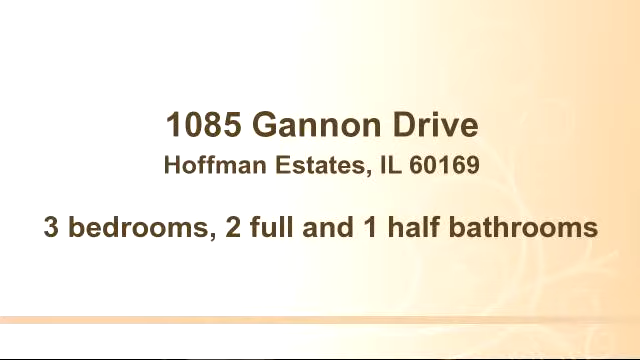 1085 Gannon Drive
Hoffman Estates, IL 60169
3 bedrooms, 2 full and 1 half bathrooms